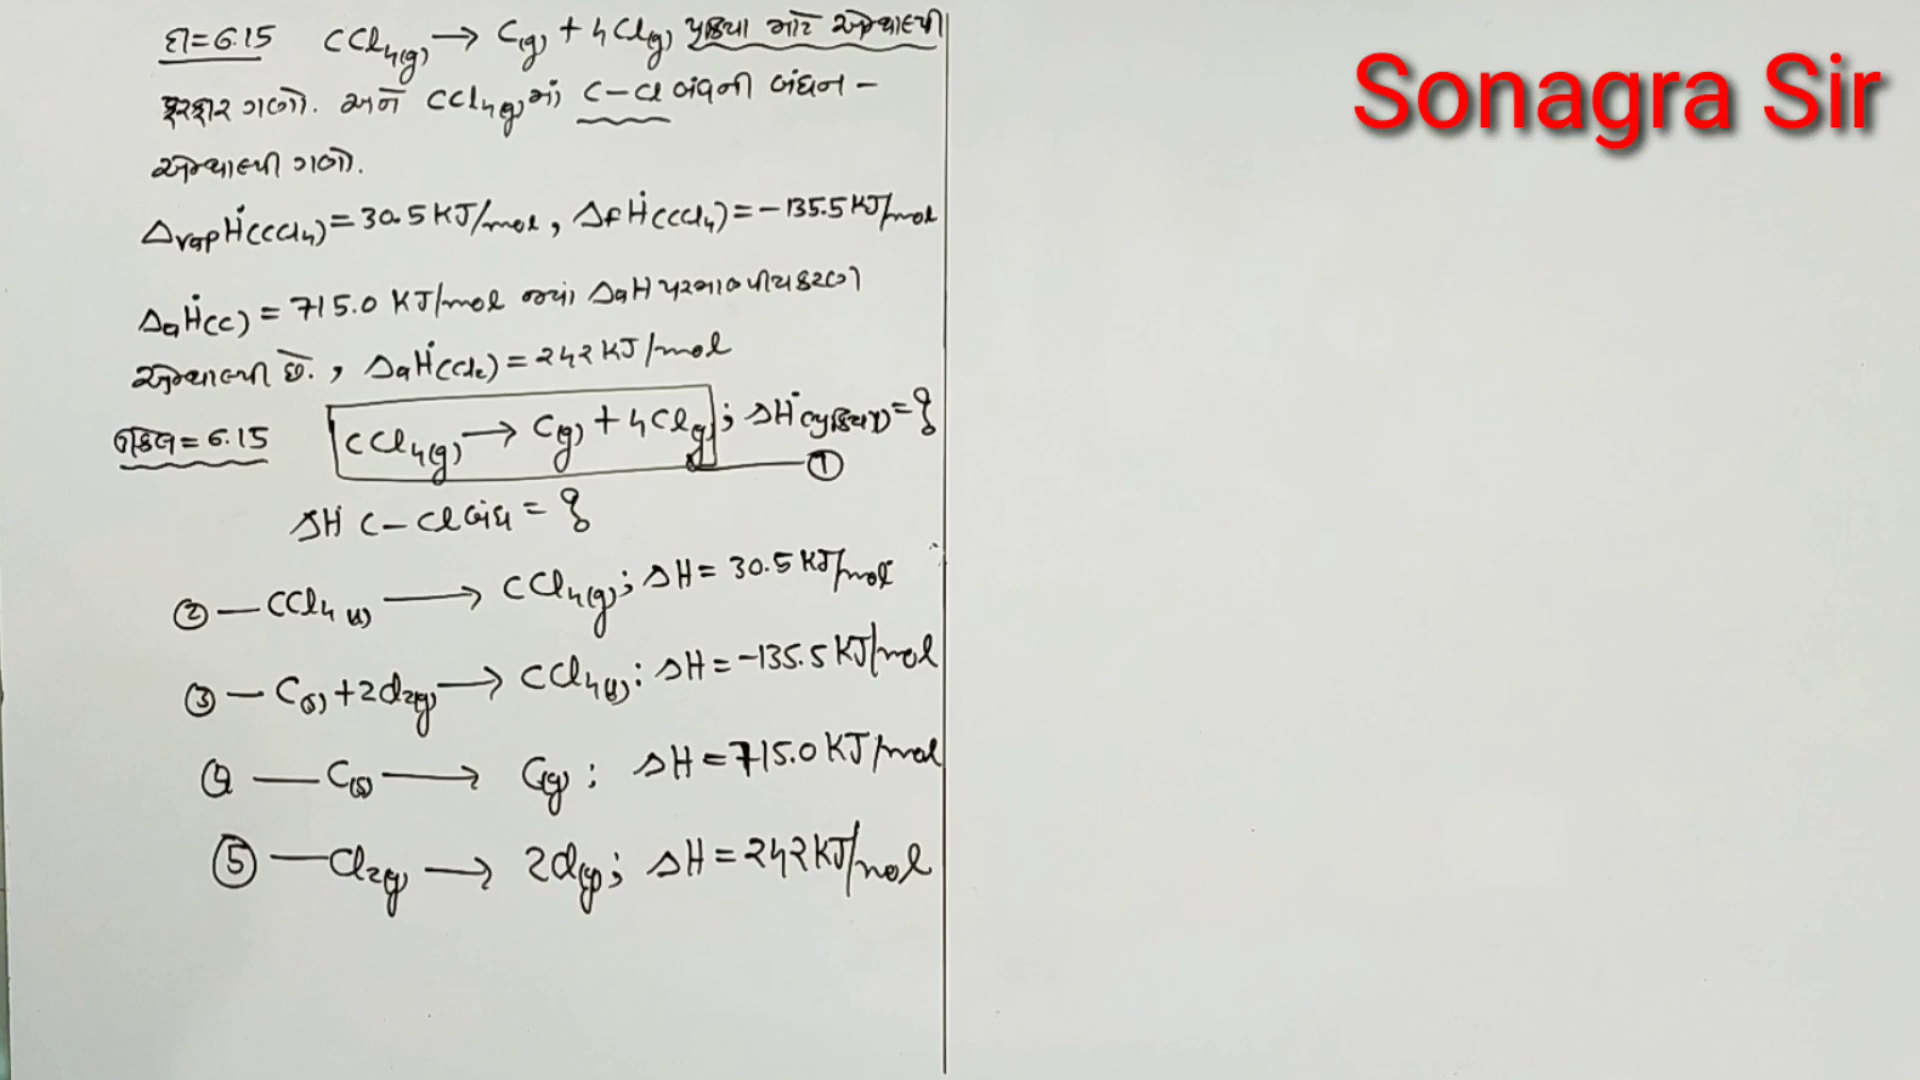 દા=6.15 CCl4(g) → C(g) + 4Cl(g) પ્રક્રિયા માટે એન્થાલ્પી
ફેરફાર ગણો. અને CCl4(g)માં C-Cl બંધની બંધન -
એન્થાલ્પી ગણો.
ΔvapH°(CCl4) = 30.5 KJ/mol, ΔfH°(CCl4) = -135.5 KJ/mol
ΔaH°(C) = 715.0 KJ/mol જ્યાં ΔaH પરમાણ્વીયકરણ
એન્થાલ્પી છે., ΔaH°(Cl2) = 242 KJ/mol
ઉકેલ=6.15 CCl4(g) → C(g) + 4Cl(g); ΔH°(પ્રક્રિયા) = ?
①
ΔH C-Cl બંધ = ?
② — CCl4(l) → CCl4(g); ΔH = 30.5 KJ/mol
③ — C(s) + 2Cl2(g) → CCl4(l): ΔH = -135.5 KJ/mol
④ — C(s) → C(g): ΔH = 715.0 KJ/mol
⑤ — Cl2(g) → 2Cl(g); ΔH = 242 KJ/mol
Sonagra Sir